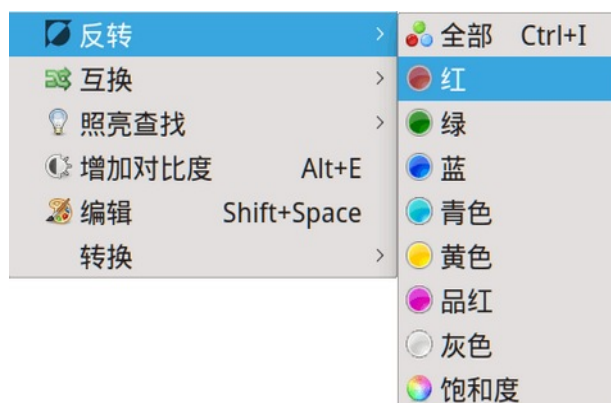 反转
互换
照亮查找
增加对比度 Alt+E
编辑 Shift+Space
转换
全部 Ctrl+I
红
绿
蓝
青色
黄色
品红
灰色
饱和度